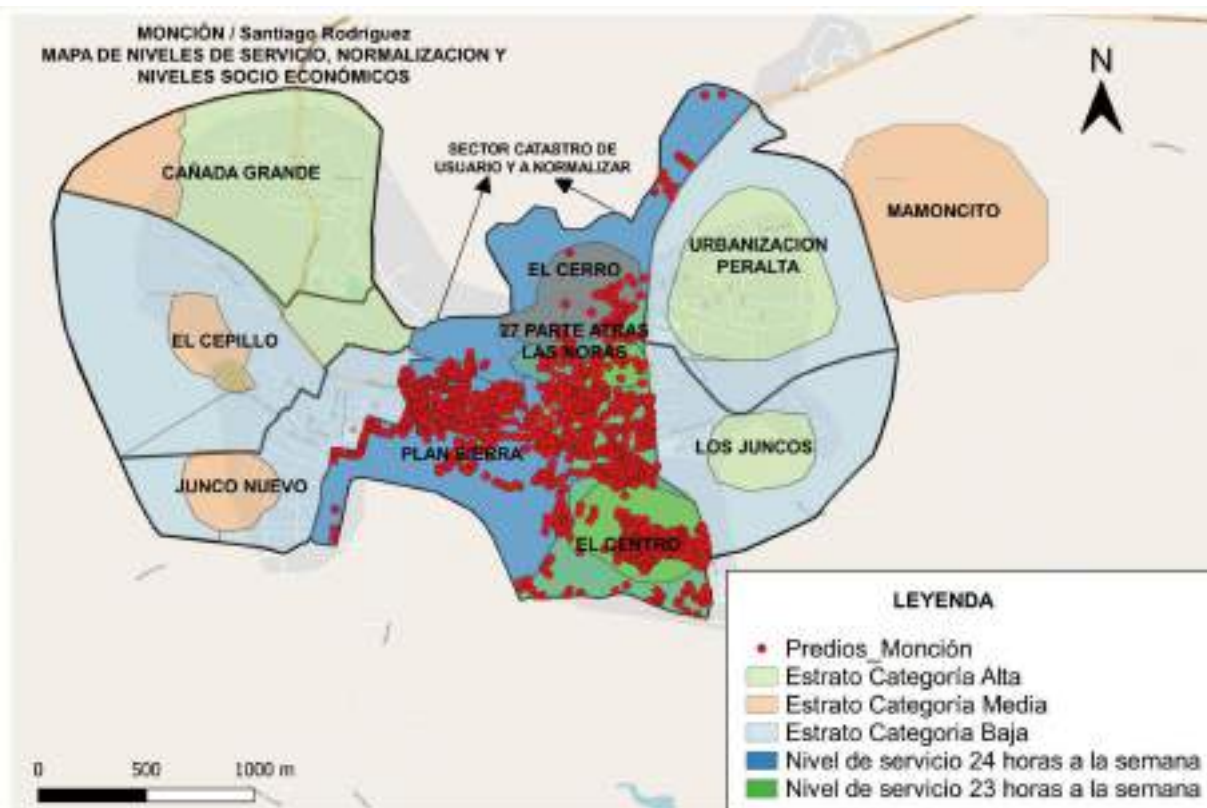 MONCIÓN / Santiago Rodríguez
MAPA DE NIVELES DE SERVICIO, NORMALIZACION Y
NIVELES SOCIO ECONÓMICOS
N
SECTOR CATASTRO DE
USUARIO Y A NORMALIZAR
CAÑADA GRANDE
MAMONCITO
URBANIZACION
PERALTA
EL CERRO
27 PARTE ATRAS
LAS NORAS
EL CEPILLO
LOS JUNCOS
PLAN SIERRA
JUNCO NUEVO
EL CENTRO
LEYENDA
Predios_Monción
Estrato Categoría Alta
Estrato Categoría Media
Estrato Categoria Baja
Nivel de servicio 24 horas a la semana
Nivel de servicio 23 horas a la semana
0 500 1000 m